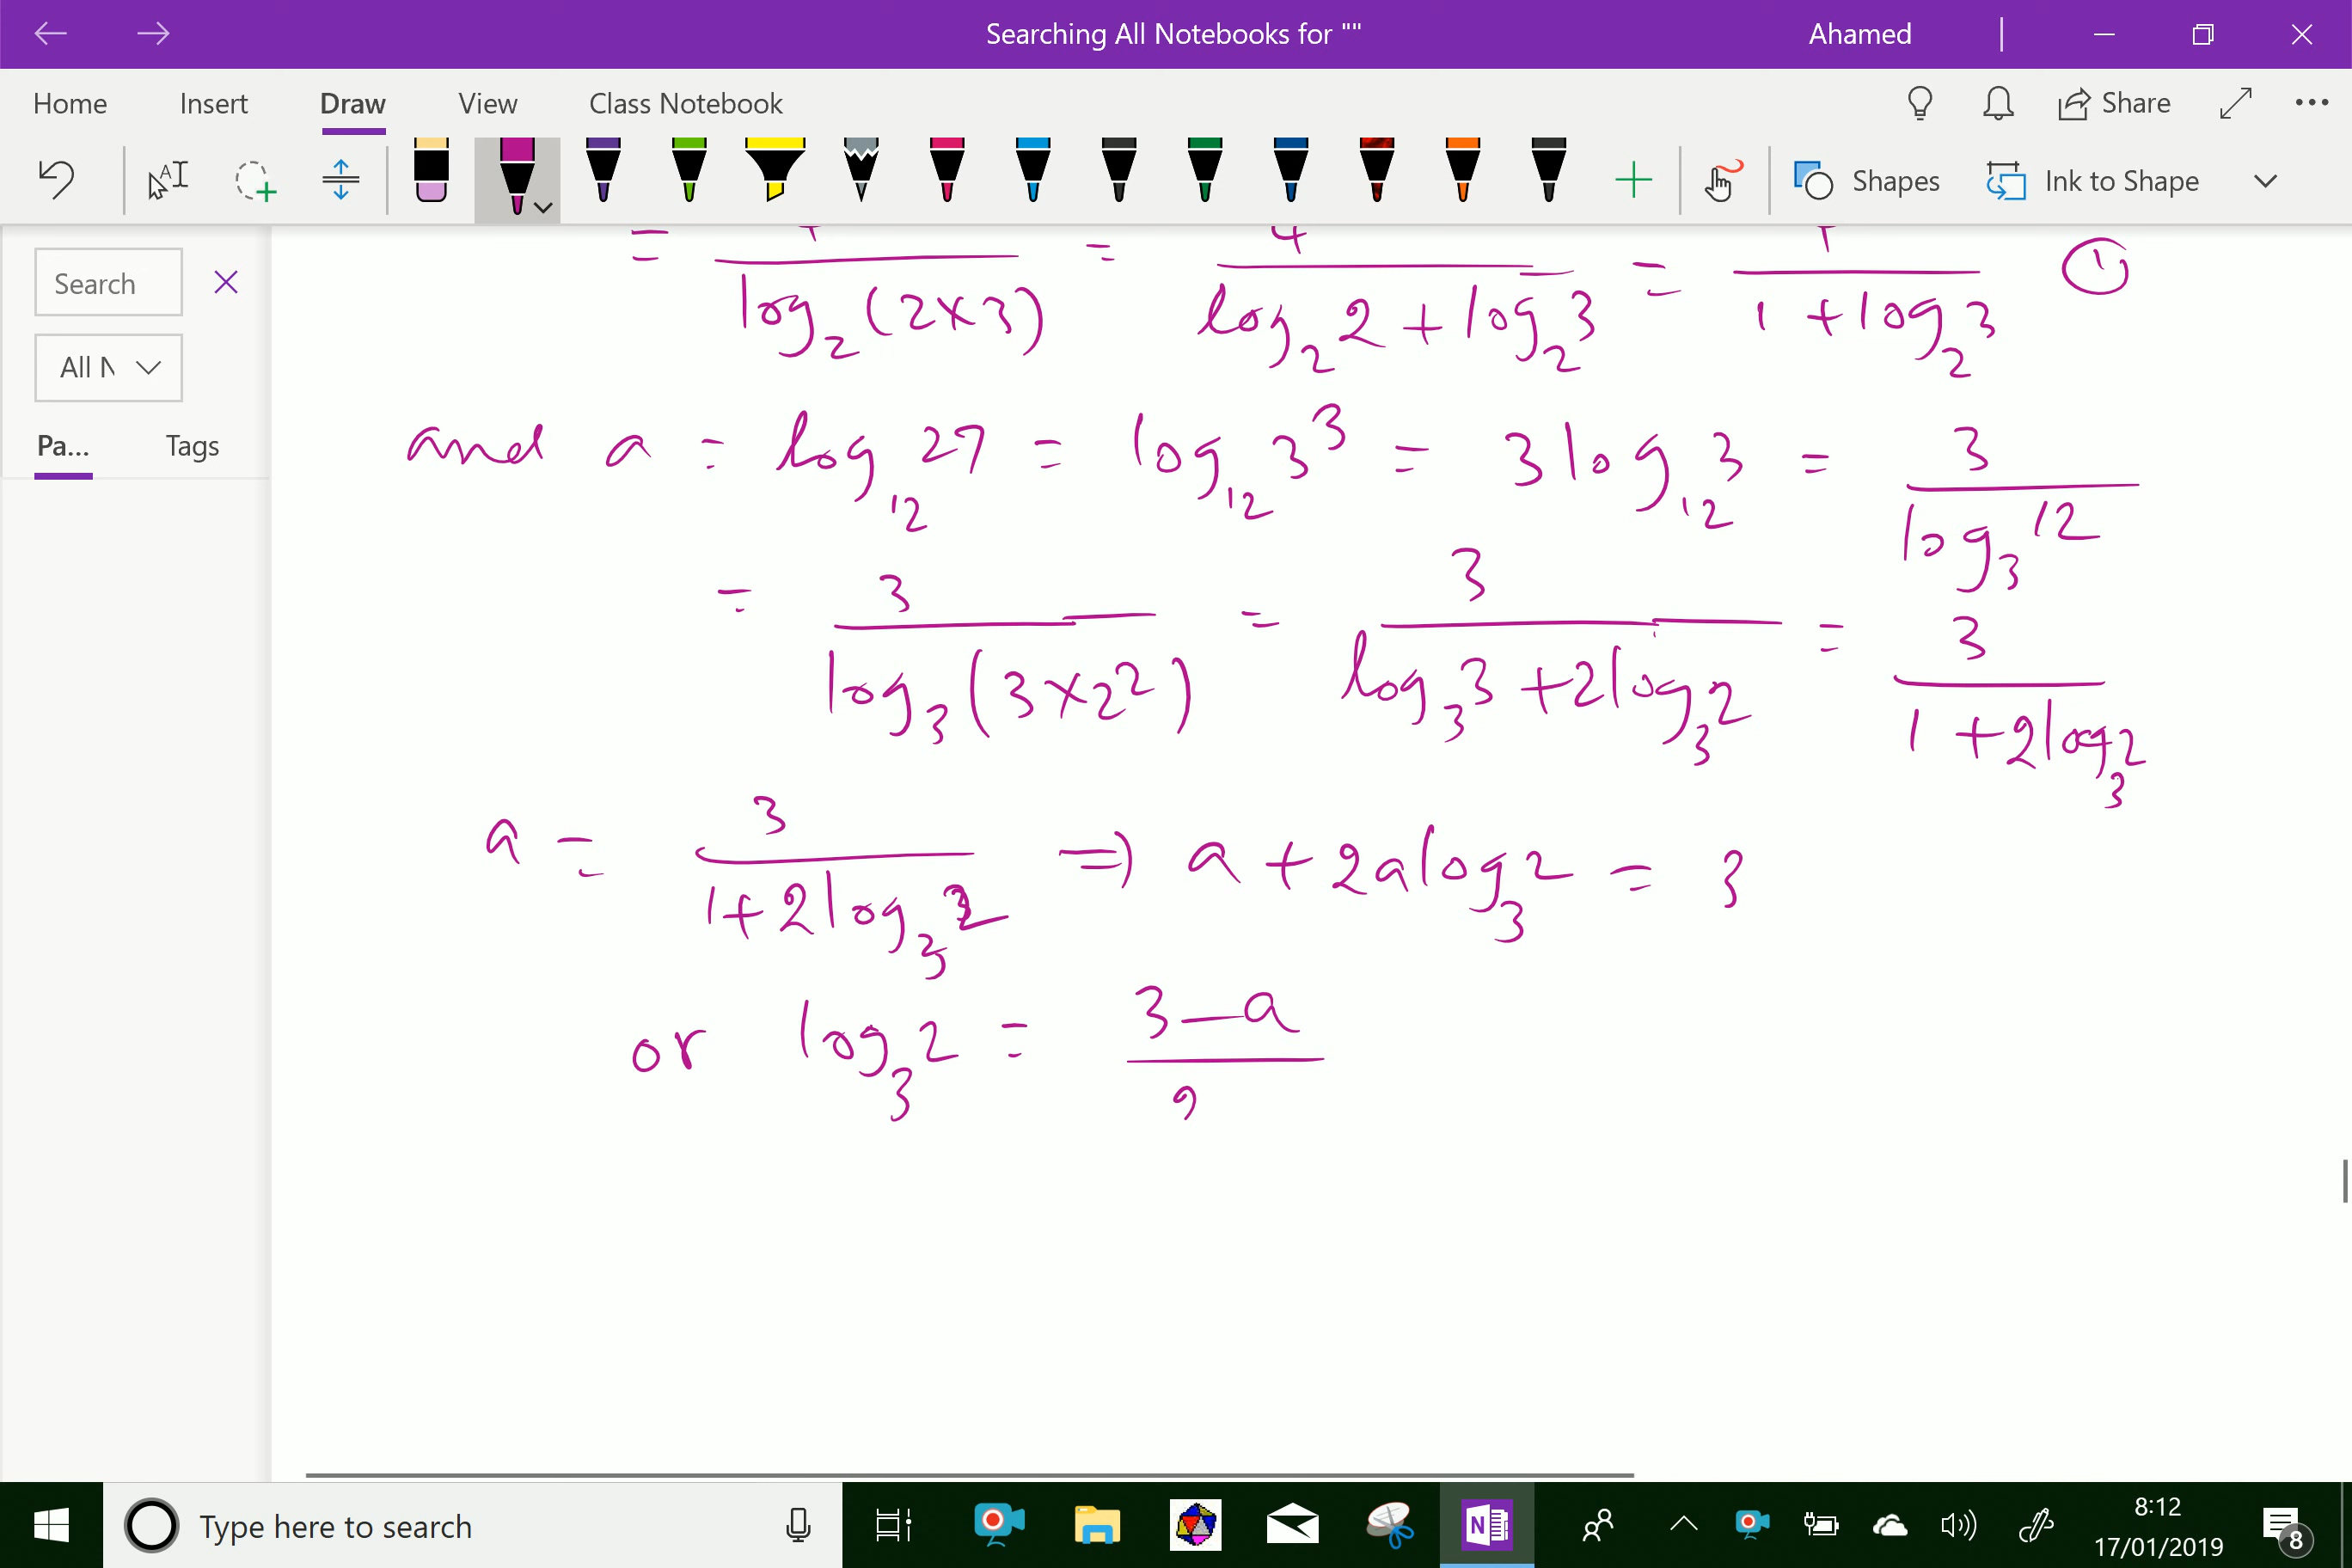 Searching All Notebooks for ""
Ahamed
Home Insert Draw View Class Notebook Share
Shapes Ink to Shape
Search
All N
Pa... Tags
= 4/(log₂(2×3)) = 4/(log₂2 + log₂3) = 4/(1 + log₂3) ①
and a = log₁₂27 = log₁₂3³ = 3log₁₂3 = 3/(log₃12)
= 3/(log₃(3×2²)) = 3/(log₃3 + 2log₃2) = 3/(1 + 2log₃2)
a = 3/(1+2log₃2) ⇒ a + 2alog₃2 = 3
or log₃2 = (3–a)/2
Type here to search
8:12
17/01/2019
8